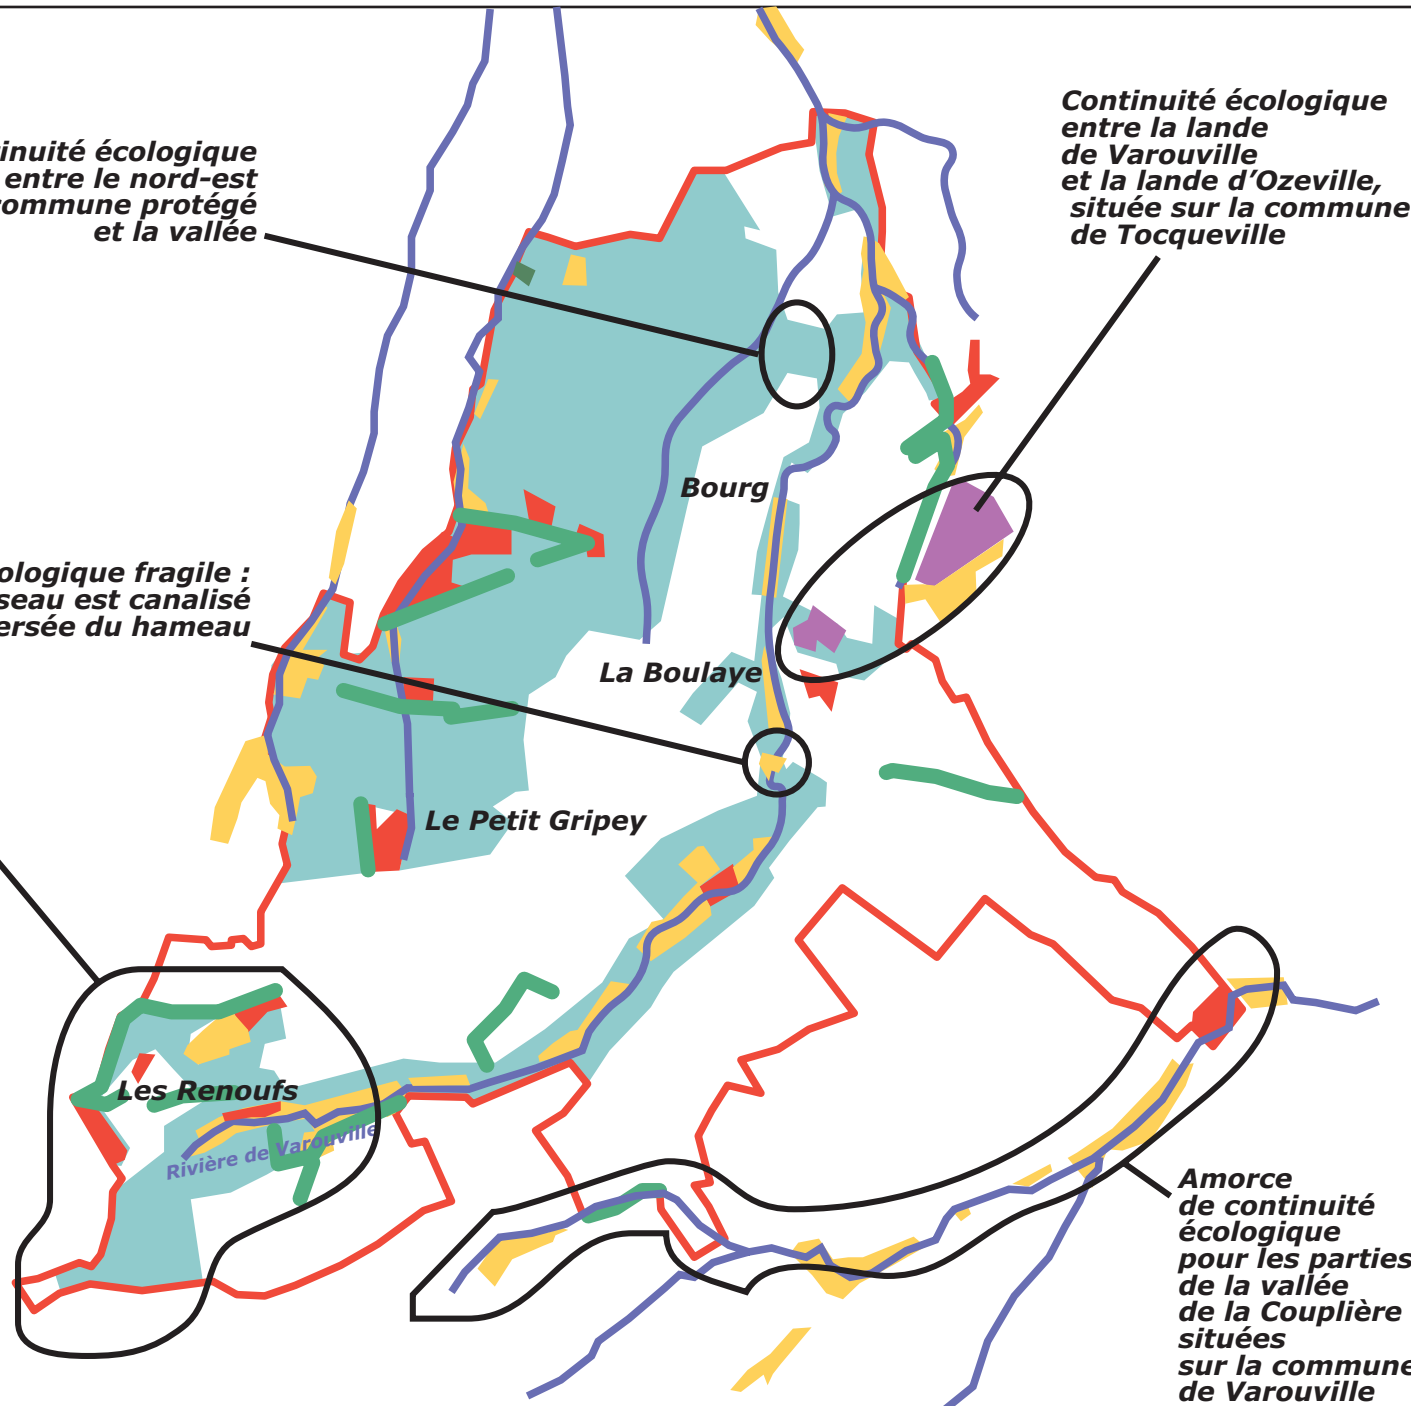 Continuité écologique
entre la lande
de Varouville
et la lande d’Ozeville,
située sur la commune
de Tocqueville
inuité écologique
entre le nord-est
ommune protégé
et la vallée
Bourg
ologique fragile :
seau est canalisé
ersée du hameau
La Boulaye
Le Petit Gripey
Les Renoufs
Rivière de Varouville
Amorce
de continuité
écologique
pour les parties
de la vallée
de la Couplière
situées
sur la commune
de Varouville